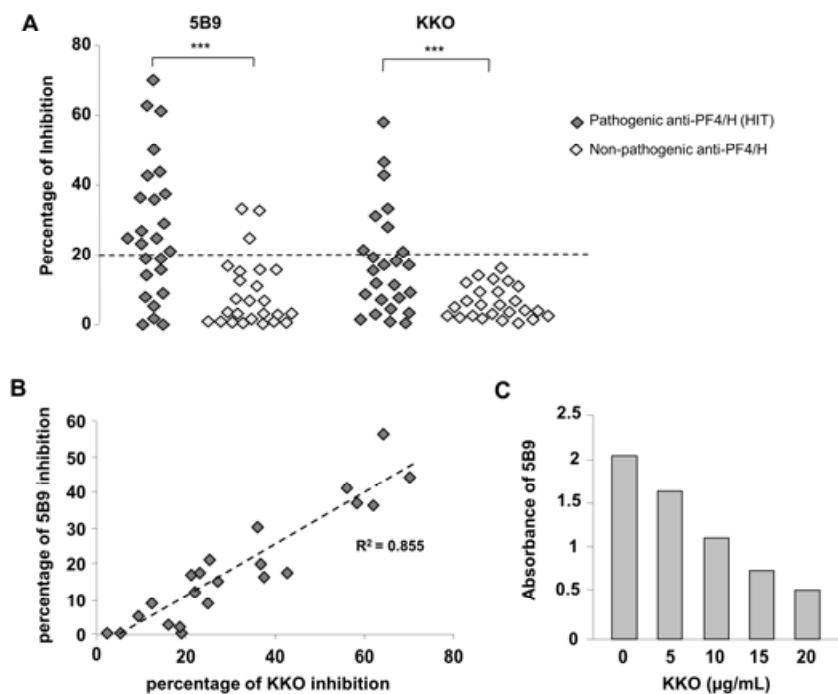 A
5B9
KKO
***
***
80
60
40
20
0
Percentage of Inhibition
Pathogenic anti-PF4/H (HIT)
Non-pathogenic anti-PF4/H
B
60
50
40
30
20
10
0
percentage of 5B9 inhibition
R² = 0.855
0
20
40
60
80
percentage of KKO inhibition
C
2.5
2
1.5
1
0.5
0
Absorbance of 5B9
0
5
10
15
20
KKO (µg/mL)